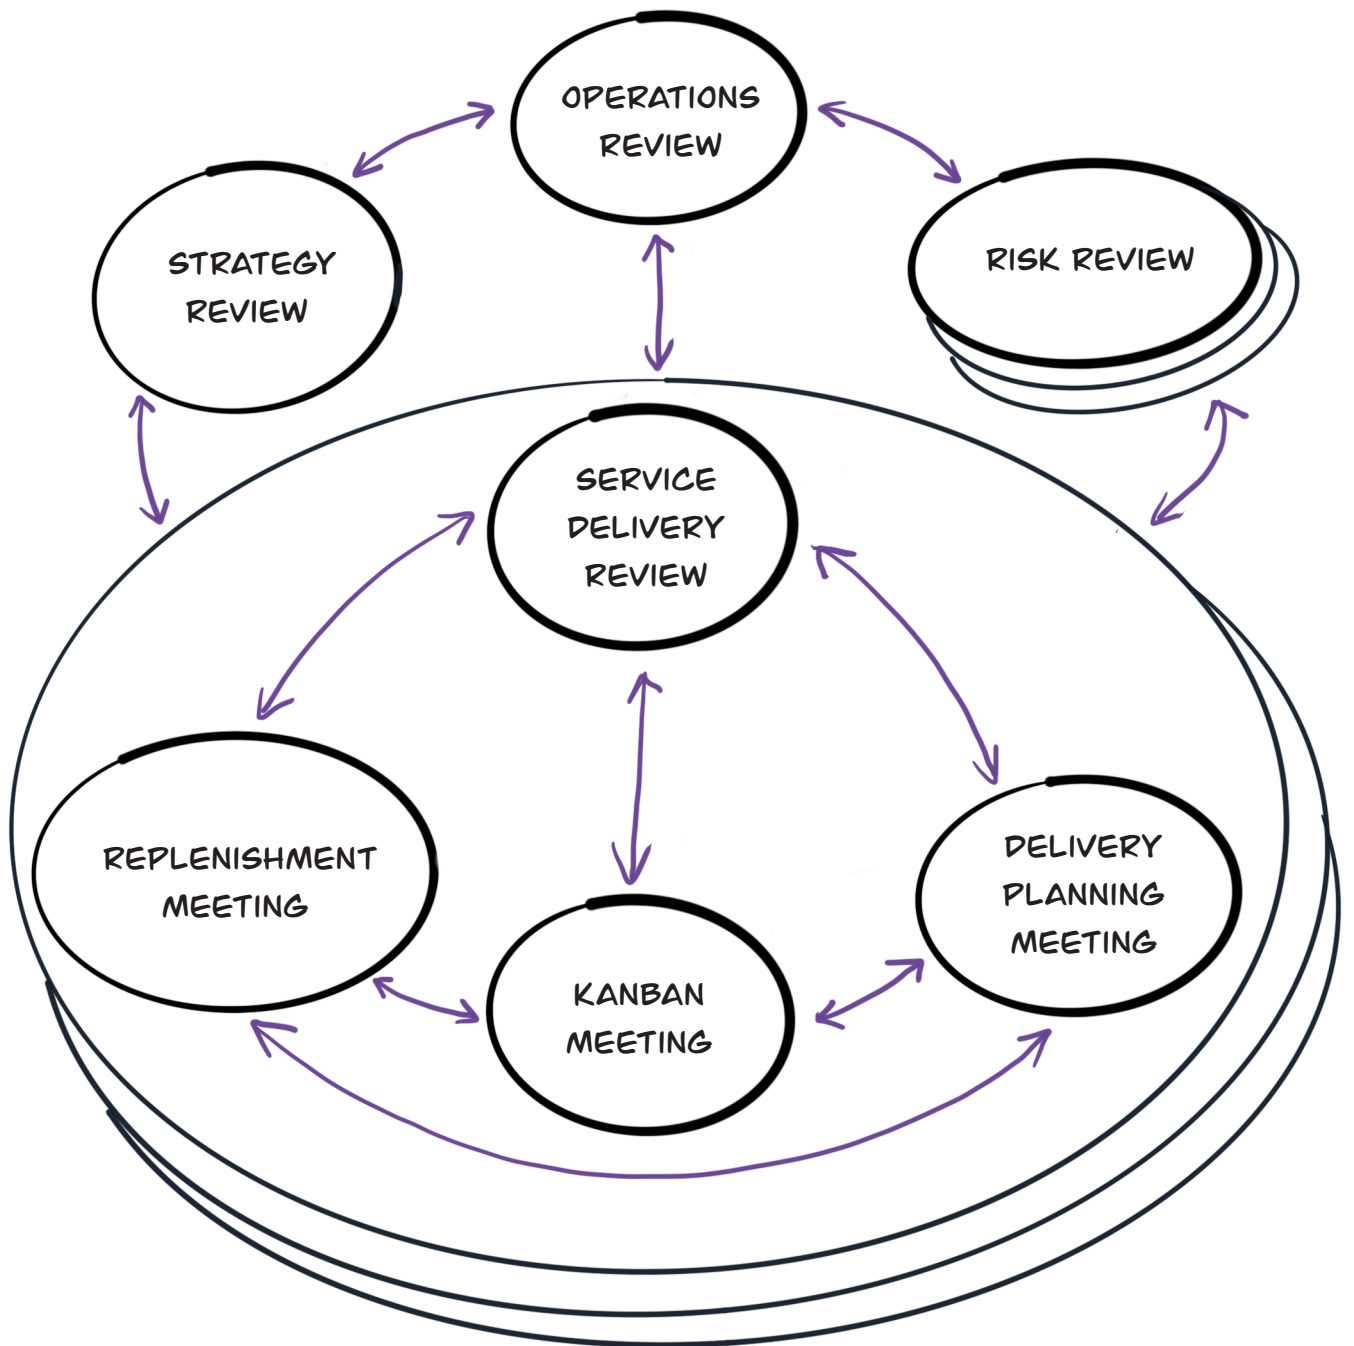 OPERATIONS
REVIEW
STRATEGY
REVIEW
RISK REVIEW
SERVICE
DELIVERY
REVIEW
REPLENISHMENT
MEETING
KANBAN
MEETING
DELIVERY
PLANNING
MEETING